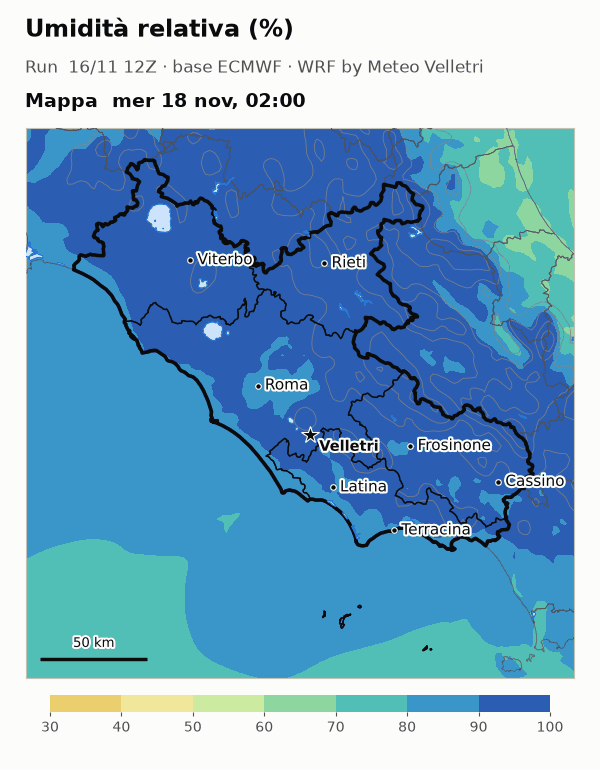 Umidità relativa (%)
Run  16/11 12Z · base ECMWF · WRF by Meteo Velletri
Mappa  mer 18 nov, 02:00
Viterbo
Rieti
Roma
Velletri
Frosinone
Cassino
Latina
Terracina
50 km
30 40 50 60 70 80 90 100